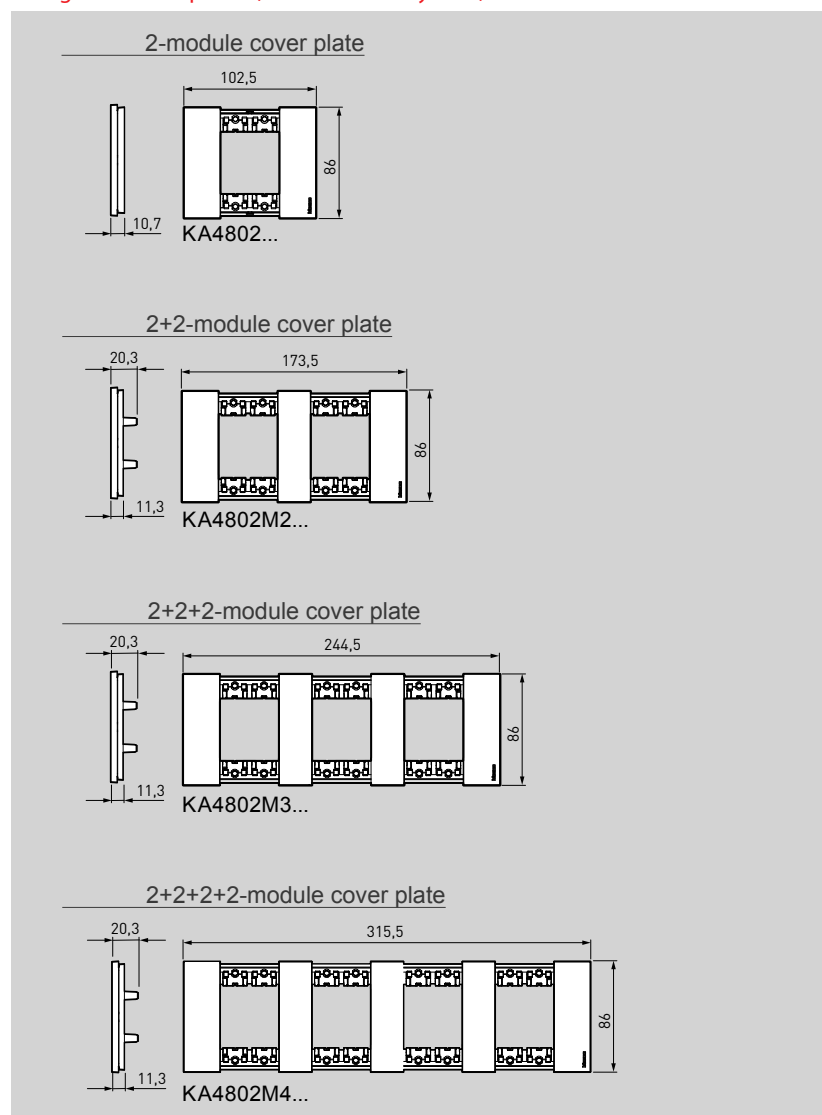 2-module cover plate
102,5
86
10,7
KA4802...
2+2-module cover plate
20,3
173,5
86
11,3
KA4802M2...
2+2+2-module cover plate
20,3
244,5
86
11,3
KA4802M3...
2+2+2+2-module cover plate
20,3
315,5
86
11,3
KA4802M4...